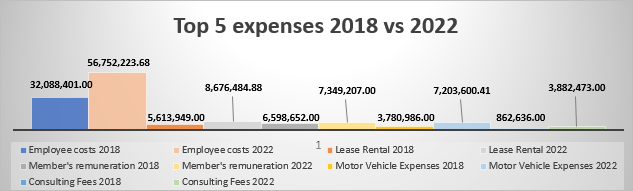 Top 5 expenses 2018 vs 2022
56,752,223.68
32,088,401.00
8,676,484.88
7,349,207.00
7,203,600.41
3,882,473.00
5,613,949.00
6,598,652.00
3,780,986.00
862,636.00
1
Employee costs 2018 Employee costs 2022 Lease Rental 2018 Lease Rental 2022
Member's remuneration 2018 Member's remuneration 2022 Motor Vehicle Expenses 2018 Motor Vehicle Expenses 2022
Consulting Fees 2018 Consulting Fees 2022